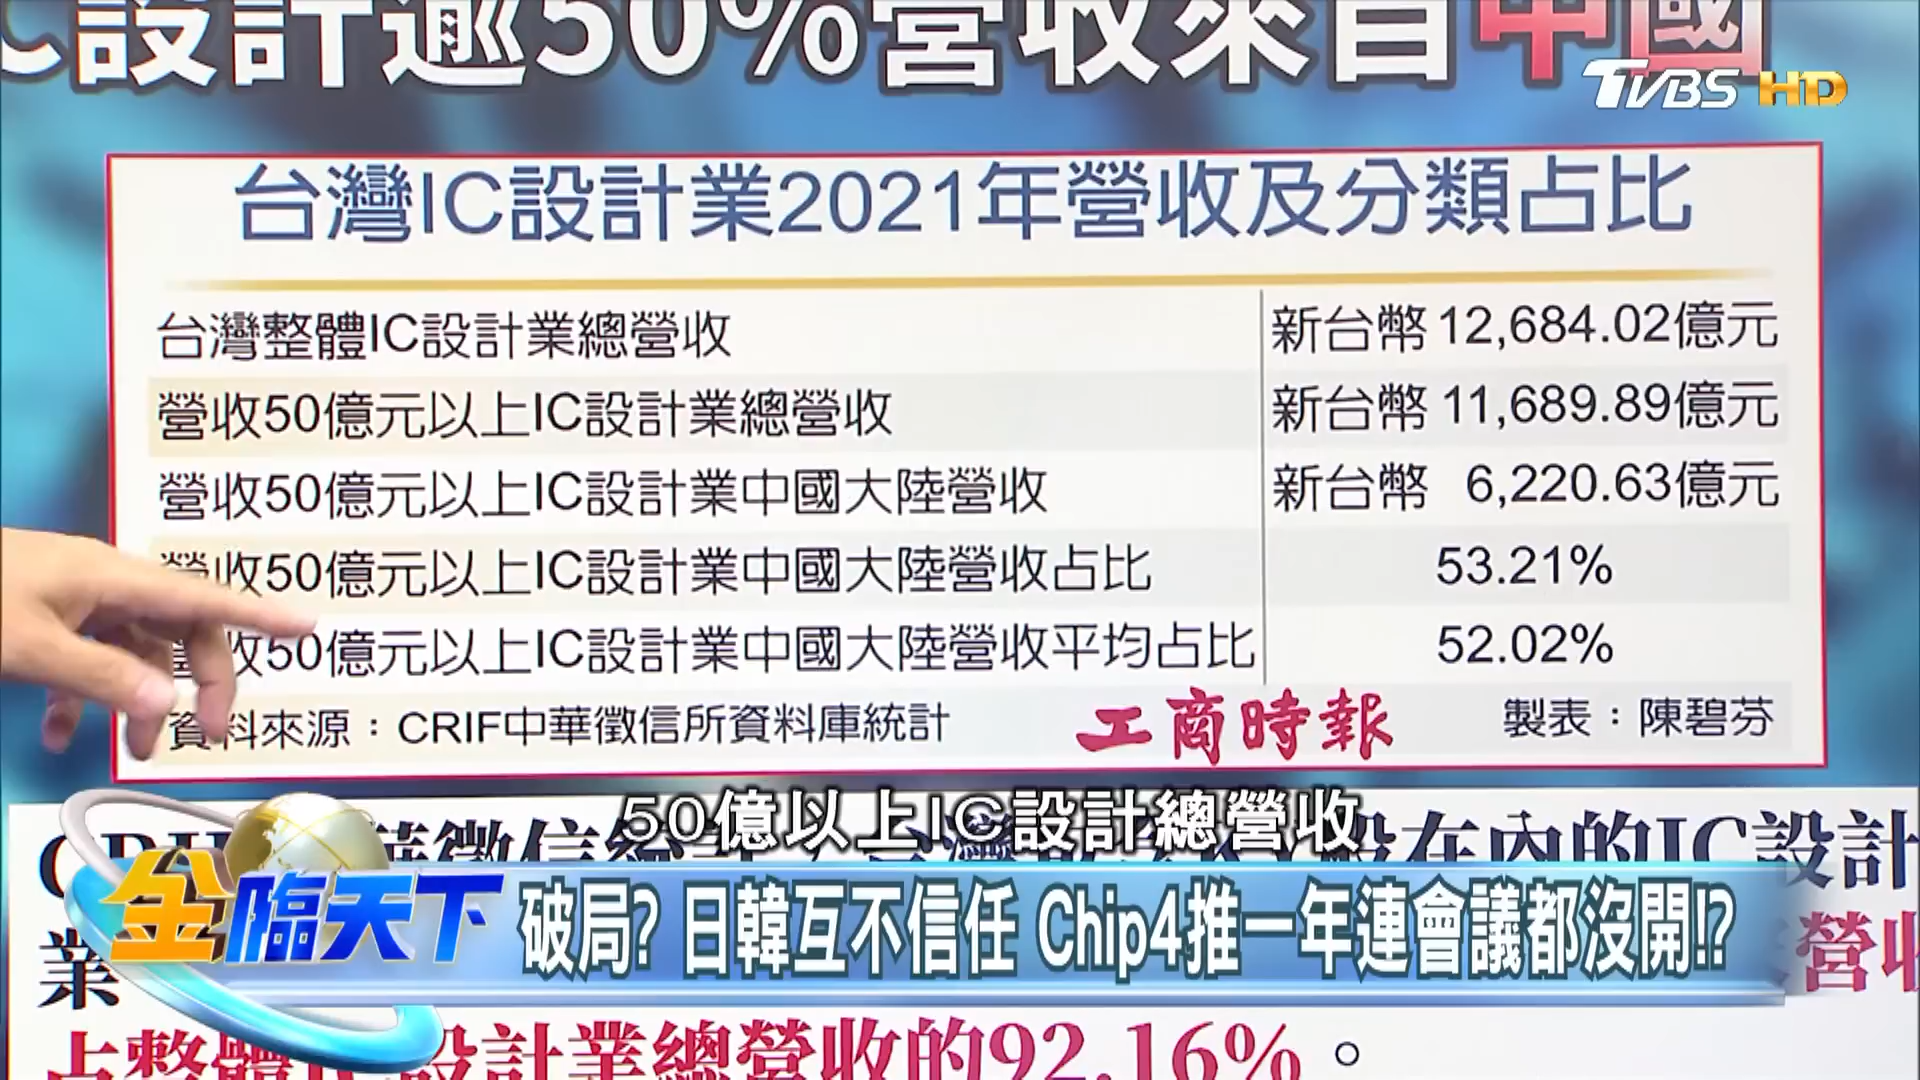 C設計逾50%營收來自中國
TVBS HD
台灣IC設計業2021年營收及分類占比
台灣整體IC設計業總營收 新台幣 12,684.02億元
營收50億元以上IC設計業總營收 新台幣 11,689.89億元
營收50億元以上IC設計業中國大陸營收 新台幣 6,220.63億元
營收50億元以上IC設計業中國大陸營收占比 53.21%
營收50億元以上IC設計業中國大陸營收平均占比 52.02%
資料來源：CRIF中華徵信所資料庫統計 工商時報 製表：陳碧芬
50億以上IC設計總營收
在內的IC設計
金臨天下
破局? 日韓互不信任 Chip4推一年連會議都沒開!?
業 營收
占整體IC設計業總營收的92.16%。